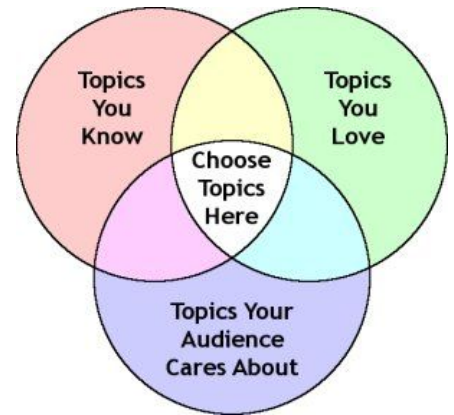 Topics
You
Know
Topics
You
Love
Choose
Topics
Here
Topics Your
Audience
Cares About